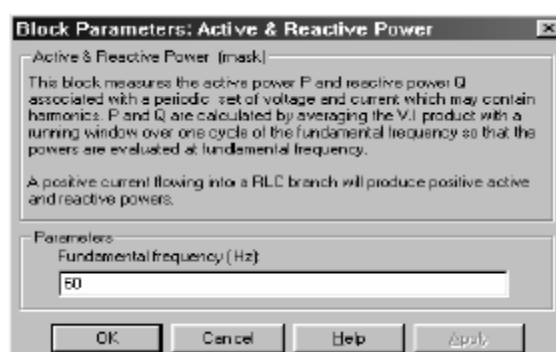 Block Parameters: Active & Reactive Power
Active & Reactive Power (mask)
This block measures the active power P and reactive power Q
associated with a periodic set of voltage and current which may contain
harmonics. P and Q are calculated by averaging the V.I product with a
running window over one cycle of the fundamental frequency so that the
powers are evaluated at fundamental frequency.
A positive current flowing into a RLC branch will produce positive active
and reactive powers.
Parameters
Fundamental frequency (Hz):
60
OK
Cancel
Help
Apply